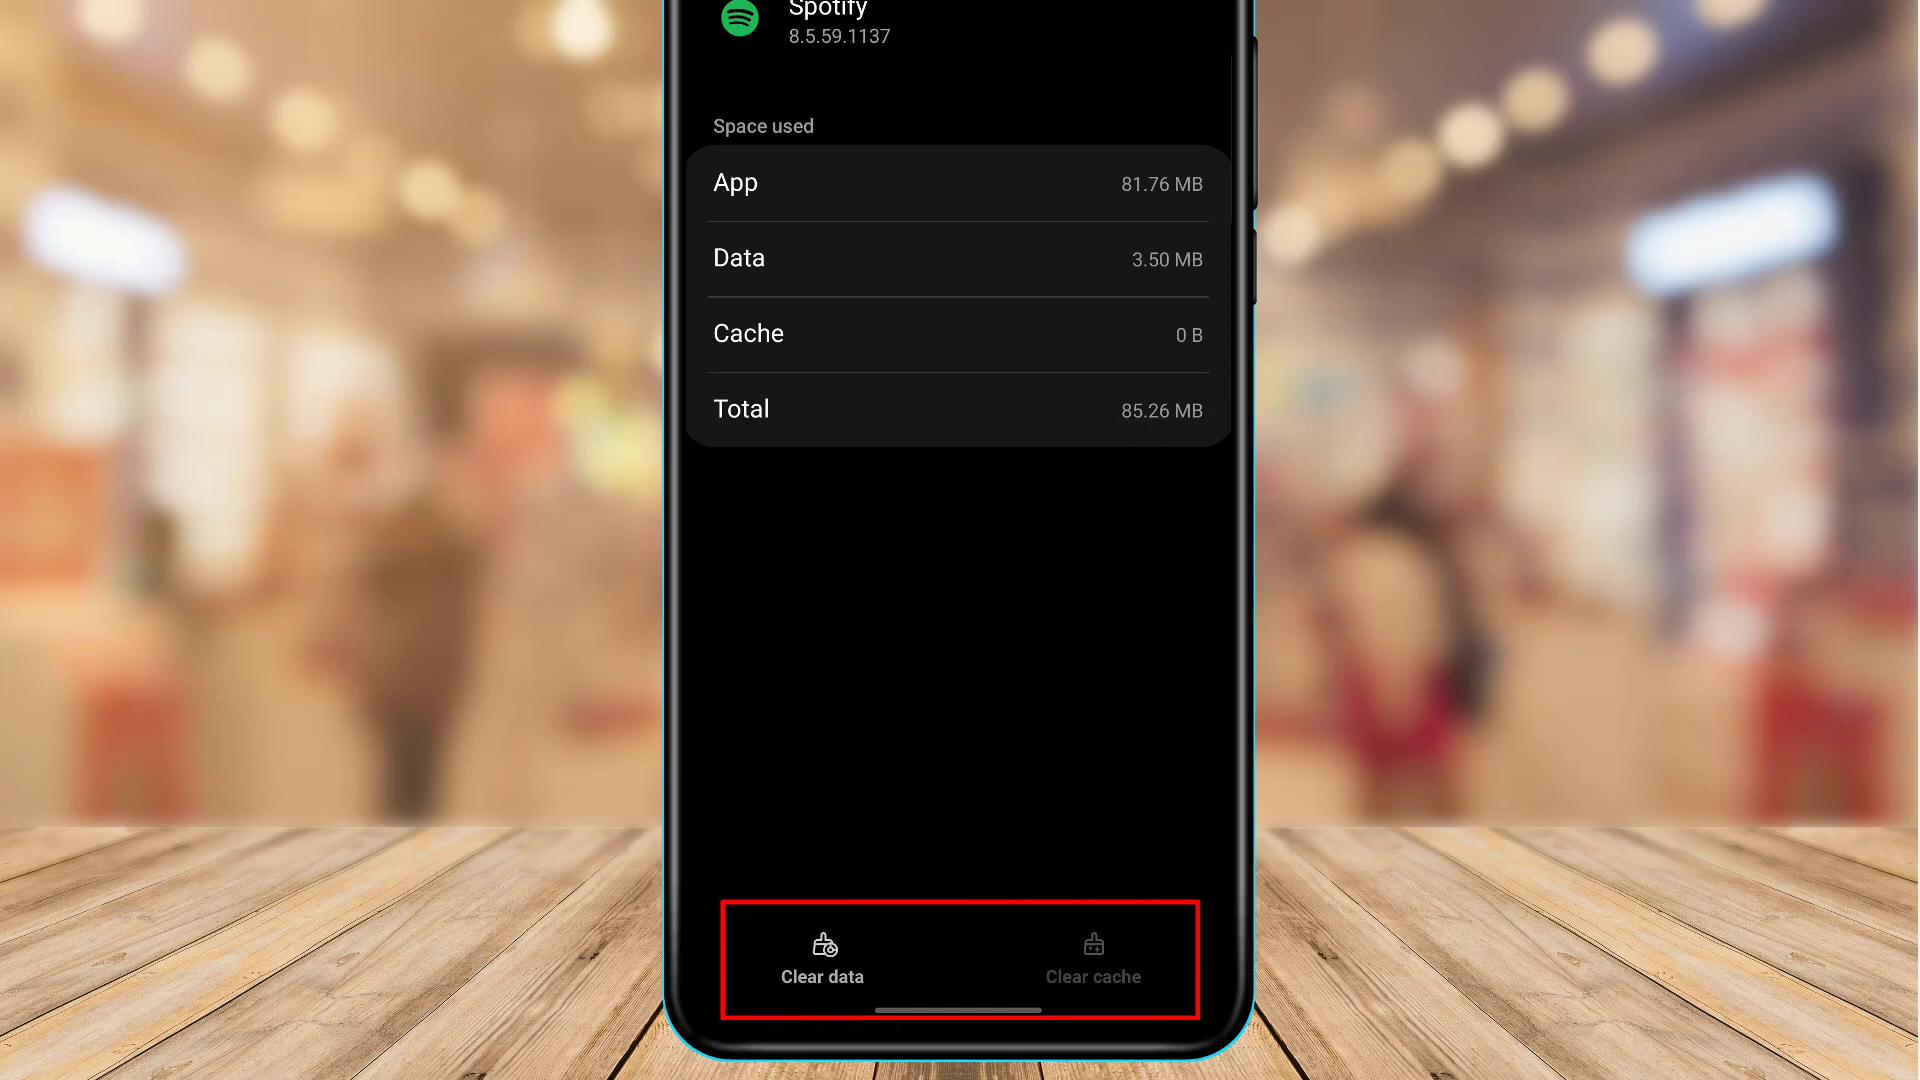 Spotify
8.5.59.1137
Space used
App 81.76 MB
Data 3.50 MB
Cache 0 B
Total 85.26 MB
Clear data Clear cache